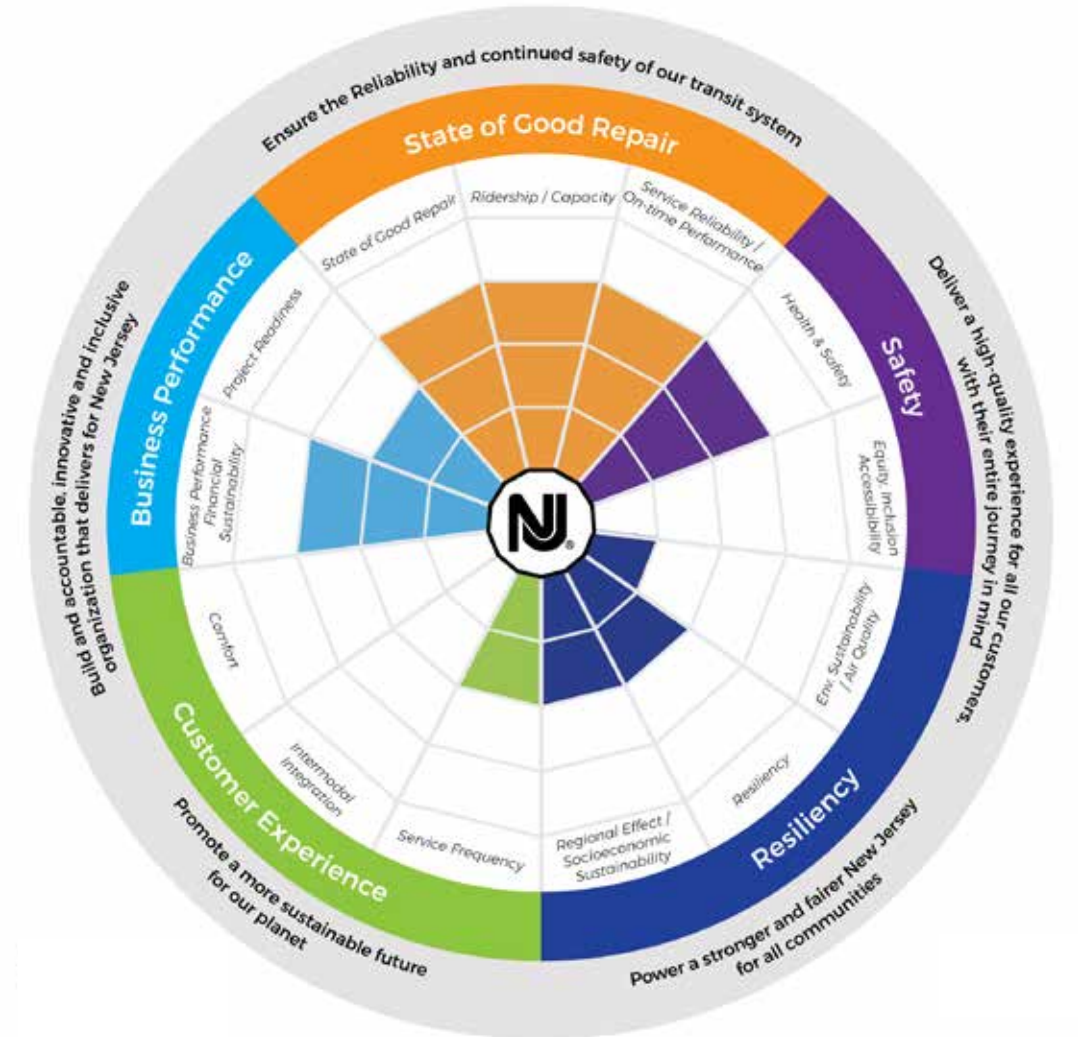 Ensure the Reliability and continued safety of our transit system
State of Good Repair
State of Good Repair
Ridership / Capacity
Service Reliability /
On-time Performance
Safety
Health & Safety
Equity, Inclusion
Accessibibility
Deliver a high-quality experience for all our customers,
with their entire journey in mind
Resiliency
Env. Sustainability
/ Air Quality
Resiliency
Regional Effect /
Socioeconomic
Sustainability
Power a stronger and fairer New Jersey
for all communities
Customer Experience
Service Frequency
Intermodal
Integration
Comfort
Promote a more sustainable future
for our planet
Business Performance
Business Performance
Financial
Sustainability
Project Readiness
Build and accountable, innovative and inclusive
organization that delivers for New Jersey
NJ
®